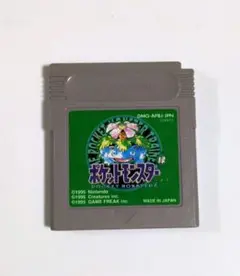 DMG-APBJ-JPN
緑
ポケットモンスター
POCKET MONSTERS
©1995 Nintendo
©1995 Creatures inc.
©1995 GAME FREAK inc.
MADE IN JAPAN